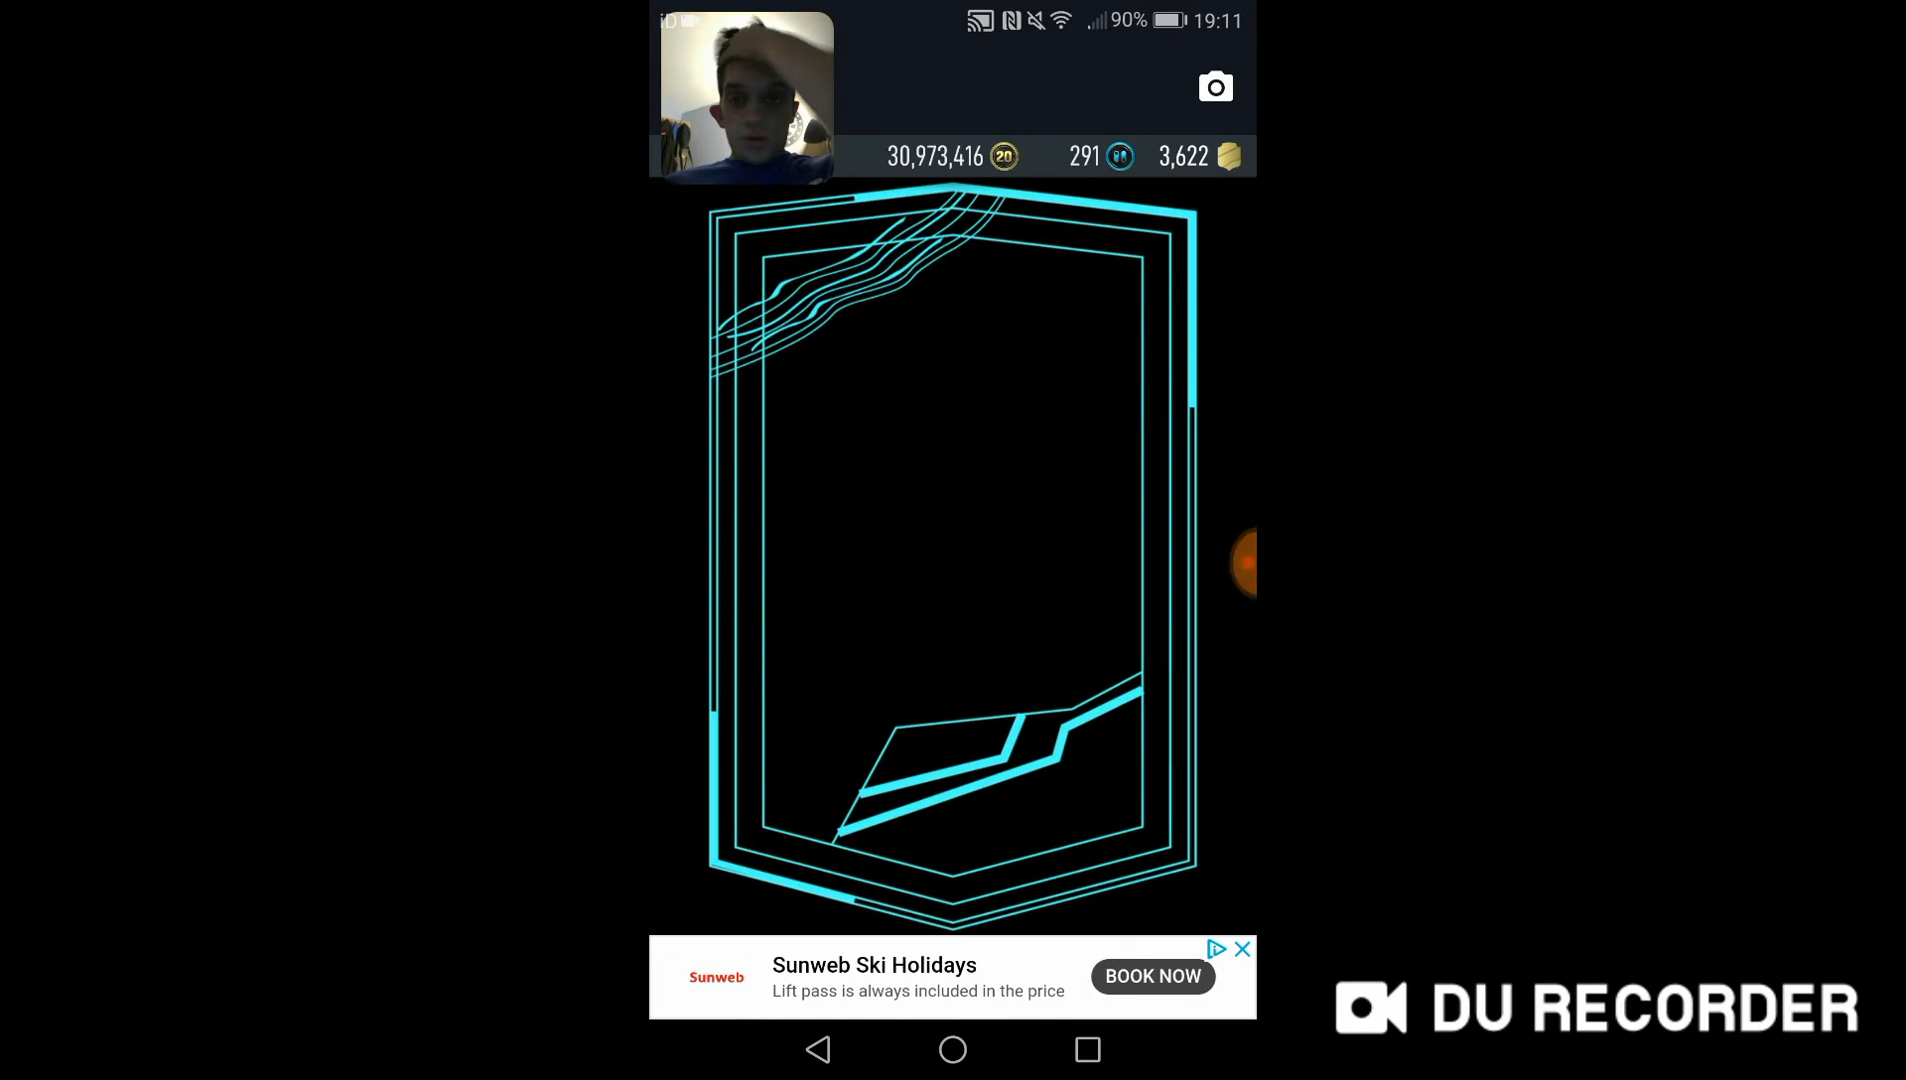 iD 90% 19:11
30,973,416 20 291 3,622
Sunweb
Sunweb Ski Holidays
Lift pass is always included in the price
BOOK NOW
DU RECORDER